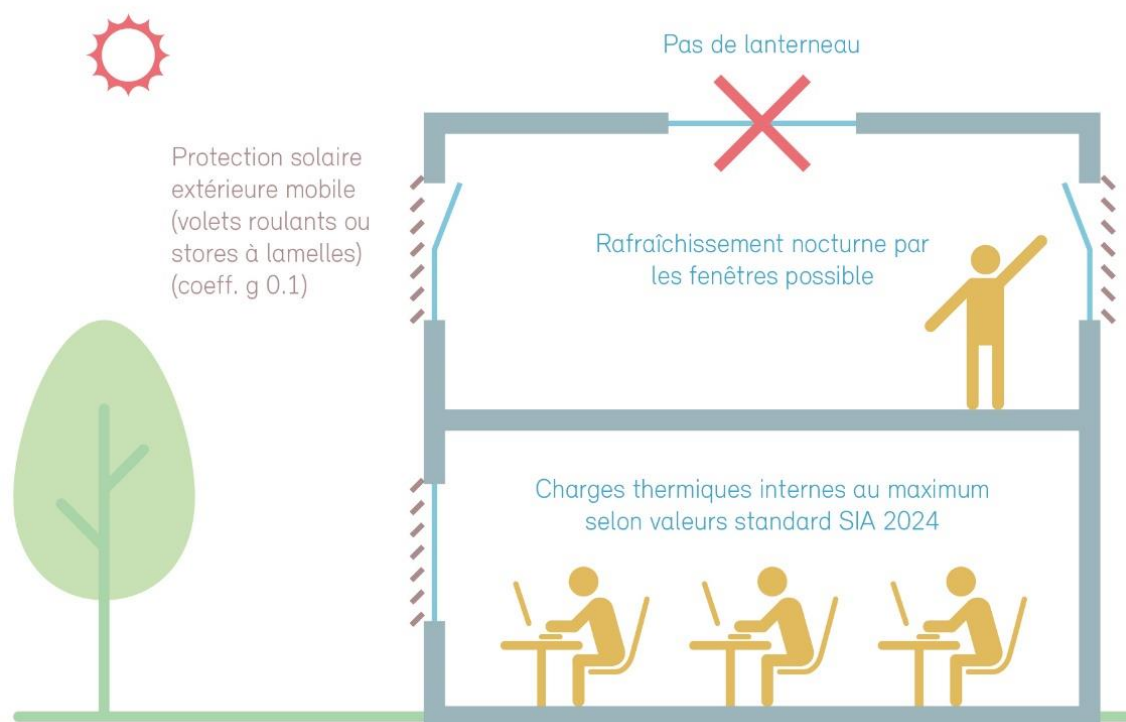 Pas de lanterneau
Protection solaire
extérieure mobile
(volets roulants ou
stores à lamelles)
(coeff. g 0.1)
Rafraîchissement nocturne par
les fenêtres possible
Charges thermiques internes au maximum
selon valeurs standard SIA 2024